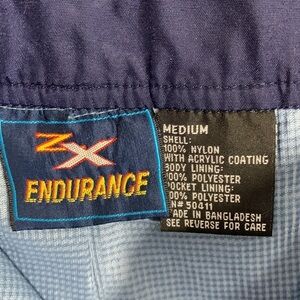 ZX
ENDURANCE
MEDIUM
SHELL:
100% NYLON
WITH ACRYLIC COATING
BODY LINING:
100% POLYESTER
POCKET LINING:
100% POLYESTER
RN# 50411
MADE IN BANGLADESH
SEE REVERSE FOR CARE